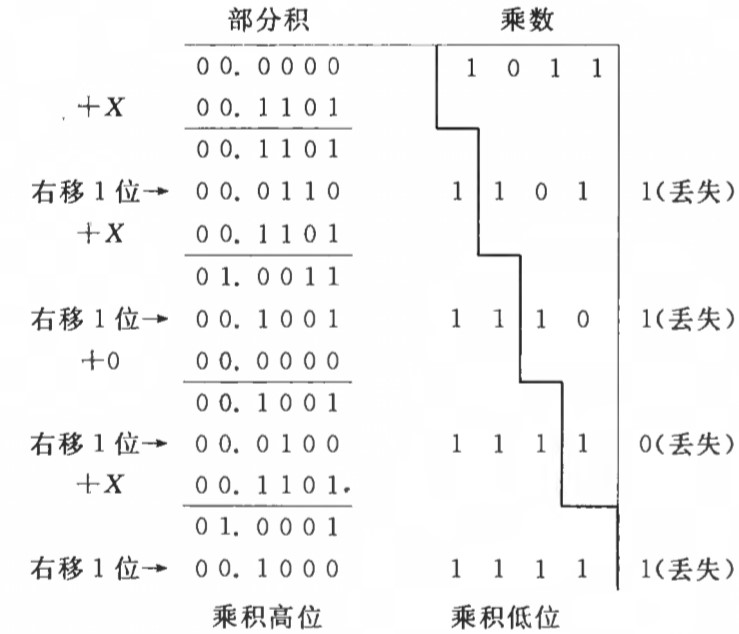 部分积 乘数
00.0000 1 0 1 1
+X 00.1101
00.1101
右移1位→ 00.0110 1 1 0 1 1(丢失)
+X 00.1101
01.0011
右移1位→ 00.1001 1 1 1 0 1(丢失)
+0 00.0000
00.1001
右移1位→ 00.0100 1 1 1 1 0(丢失)
+X 00.1101
01.0001
右移1位→ 00.1000 1 1 1 1 1(丢失)
乘积高位 乘积低位